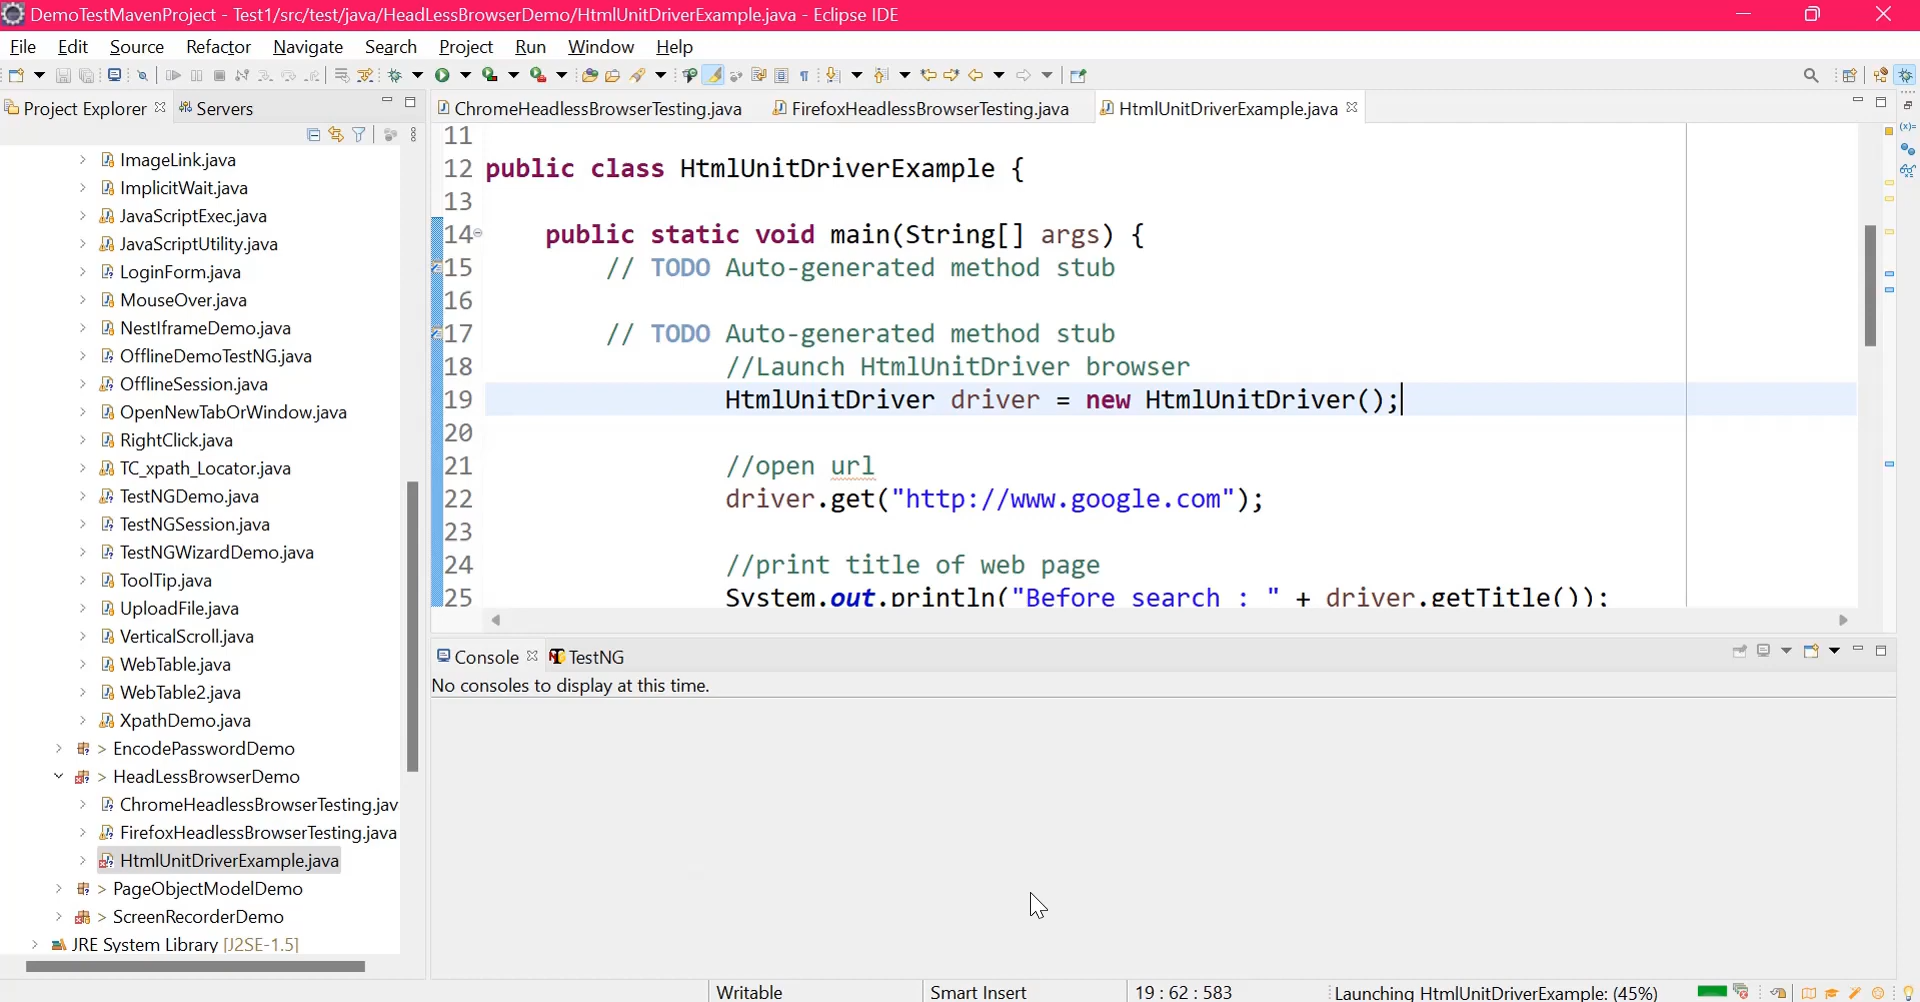 DemoTestMavenProject - Test1/src/test/java/HeadLessBrowserDemo/HtmlUnitDriverExample.java - Eclipse IDE
File Edit Source Refactor Navigate Search Project Run Window Help
Project Explorer Servers
ImageLink.java
ImplicitWait.java
JavaScriptExec.java
JavaScriptUtility.java
LoginForm.java
MouseOver.java
NestIframeDemo.java
OfflineDemoTestNG.java
OfflineSession.java
OpenNewTabOrWindow.java
RightClick.java
TC_xpath_Locator.java
TestNGDemo.java
TestNGSession.java
TestNGWizardDemo.java
ToolTip.java
UploadFile.java
VerticalScroll.java
WebTable.java
WebTable2.java
XpathDemo.java
> EncodePasswordDemo
> HeadLessBrowserDemo
ChromeHeadlessBrowserTesting.jav
FirefoxHeadlessBrowserTesting.java
HtmlUnitDriverExample.java
> PageObjectModelDemo
> ScreenRecorderDemo
JRE System Library [J2SE-1.5]
ChromeHeadlessBrowserTesting.java FirefoxHeadlessBrowserTesting.java HtmlUnitDriverExample.java
11
12 public class HtmlUnitDriverExample {
13
14 public static void main(String[] args) {
15 // TODO Auto-generated method stub
16
17 // TODO Auto-generated method stub
18 //Launch HtmlUnitDriver browser
19 HtmlUnitDriver driver = new HtmlUnitDriver();
20
21 //open url
22 driver.get("http://www.google.com");
23
24 //print title of web page
25 System.out.println("Before search : " + driver.getTitle());
Console TestNG
No consoles to display at this time.
Writable Smart Insert 19 : 62 : 583 Launching HtmlUnitDriverExample: (45%)